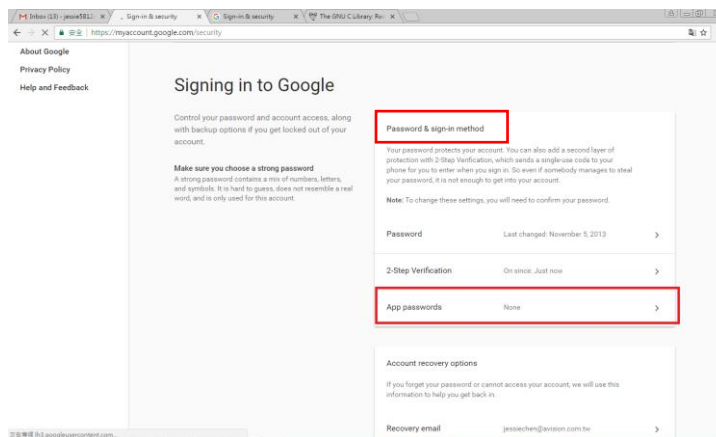 Inbox (13) - jessie581
Sign-in & security
Sign-in & security
The GNU C Library: Ro
安全 | https://myaccount.google.com/security
About Google
Privacy Policy
Help and Feedback
Signing in to Google
Control your password and account access, along
with backup options if you get locked out of your
account.
Make sure you choose a strong password
A strong password contains a mix of numbers, letters,
and symbols. It is hard to guess, does not resemble a real
word, and is only used for this account.
Password & sign-in method
Your password protects your account. You can also add a second layer of
protection with 2-Step Verification, which sends a single-use code to your
phone for you to enter when you sign in. So even if somebody manages to steal
your password, it is not enough to get into your account.
Note: To change these settings, you will need to confirm your password.
Password Last changed: November 5, 2013
2-Step Verification On since: Just now
App passwords None
Account recovery options
If you forget your password or cannot access your account, we will use this
information to help you get back in.
Recovery email jessiechen@avision.com.tw
lh3.googleusercontent.com...